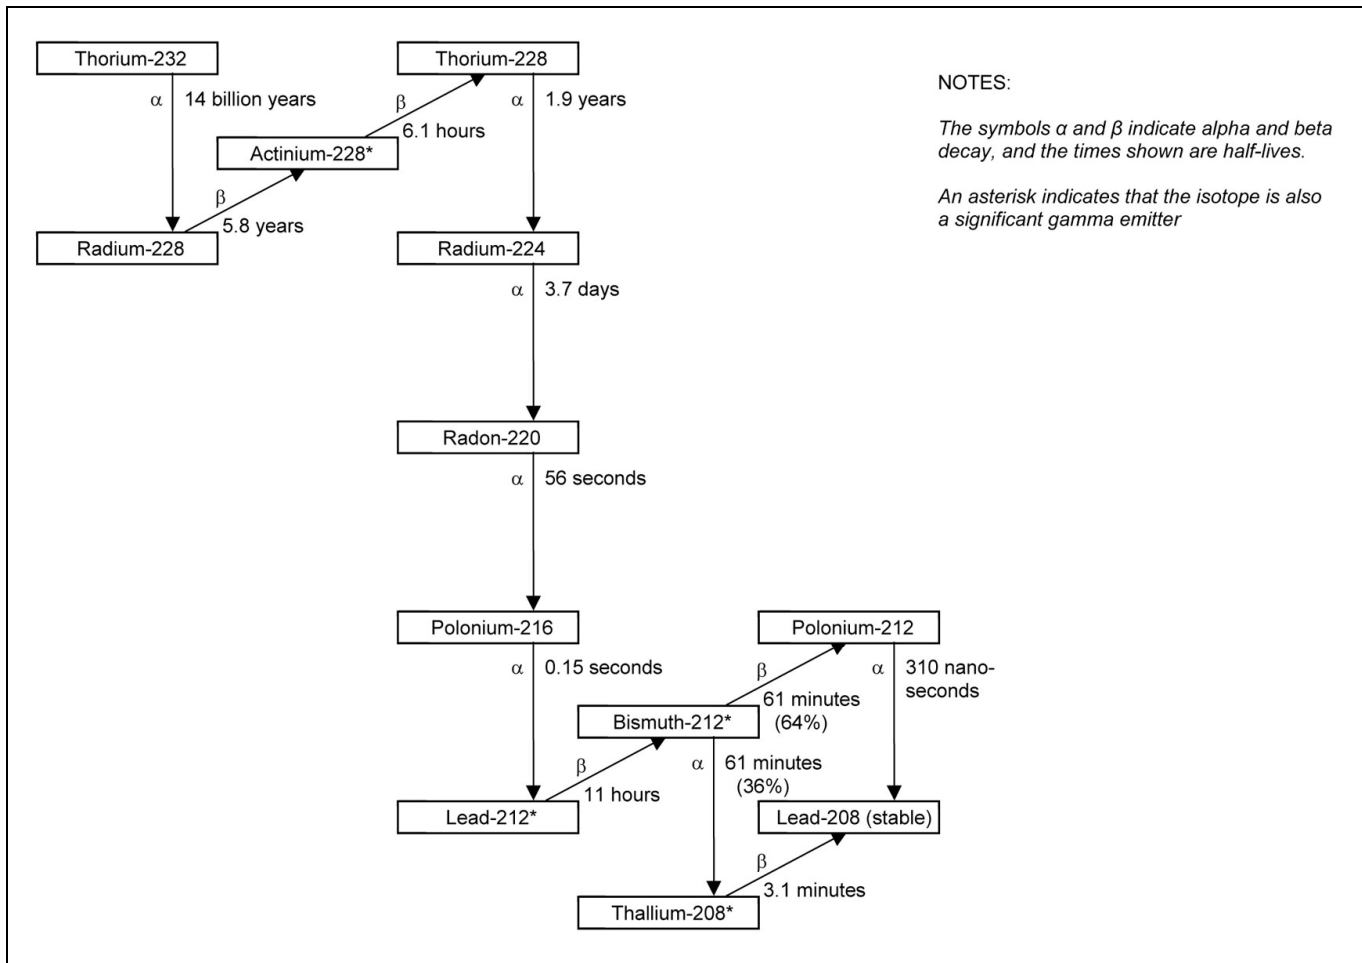 Thorium-232
Thorium-228
NOTES:
α 14 billion years
β
6.1 hours
α 1.9 years
The symbols α and β indicate alpha and beta
decay, and the times shown are half-lives.
Actinium-228*
An asterisk indicates that the isotope is also
a significant gamma emitter
β
5.8 years
Radium-228
Radium-224
α 3.7 days
Radon-220
α 56 seconds
Polonium-216
Polonium-212
α 0.15 seconds
β
61 minutes
(64%)
α 310 nano-
seconds
Bismuth-212*
β
11 hours
α 61 minutes
(36%)
Lead-212*
Lead-208 (stable)
β
3.1 minutes
Thallium-208*